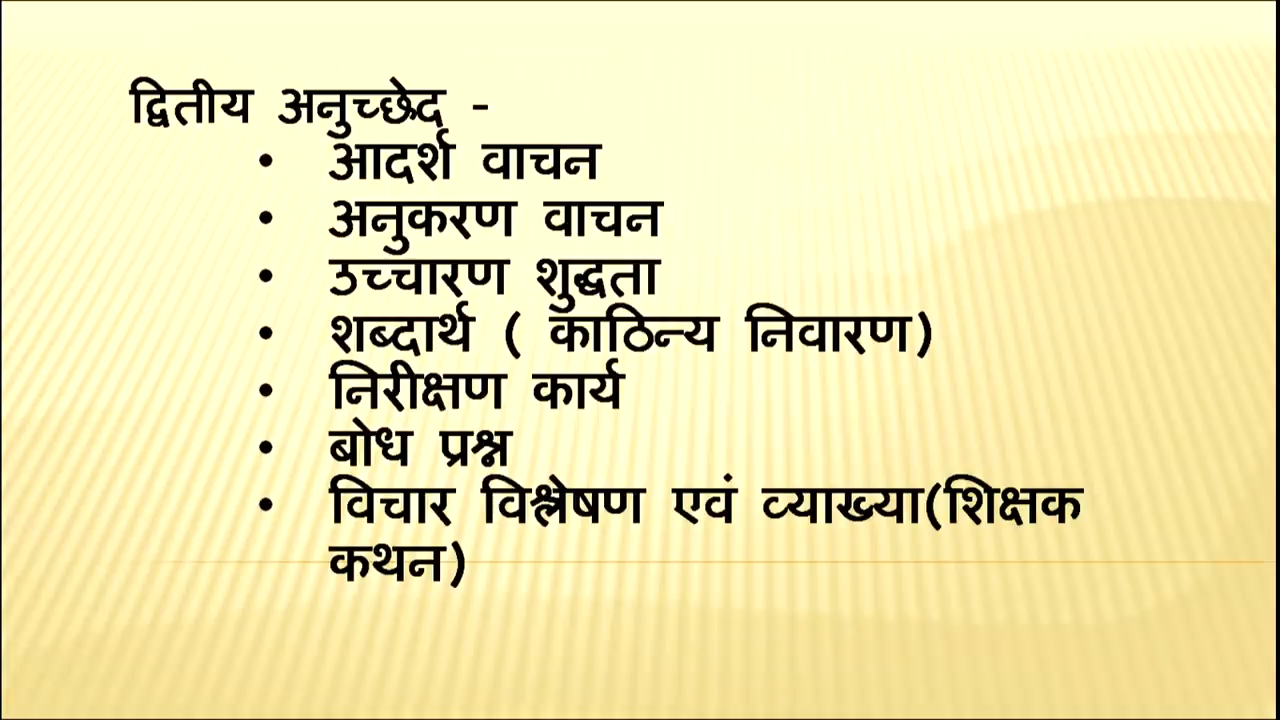 द्वितीय अनुच्छेद -
• आदर्श वाचन
• अनुकरण वाचन
• उच्चारण शुद्धता
• शब्दार्थ ( काठिन्य निवारण)
• निरीक्षण कार्य
• बोध प्रश्न
• विचार विश्लेषण एवं व्याख्या(शिक्षक
कथन)